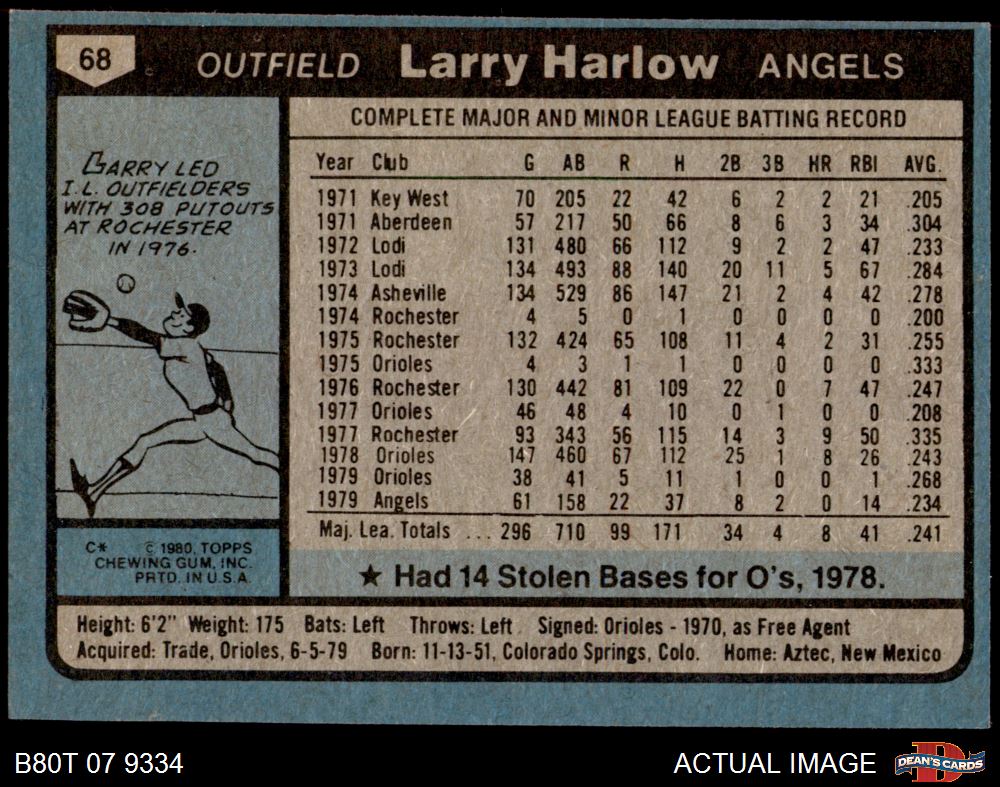 68 OUTFIELD Larry Harlow ANGELS
LARRY LED
I.L. OUTFIELDERS
WITH 308 PUTOUTS
AT ROCHESTER
IN 1976.
C* © 1980, TOPPS
CHEWING GUM, INC.
PRTD. IN U.S.A.
COMPLETE MAJOR AND MINOR LEAGUE BATTING RECORD
Year Club G AB R H 2B 3B HR RBI AVG.
1971 Key West 70 205 22 42 6 2 2 21 .205
1971 Aberdeen 57 217 50 66 8 6 3 34 .304
1972 Lodi 131 480 66 112 9 2 2 47 .233
1973 Lodi 134 493 88 140 20 11 5 67 .284
1974 Asheville 134 529 86 147 21 2 4 42 .278
1974 Rochester 4 5 0 1 0 0 0 0 .200
1975 Rochester 132 424 65 108 11 4 2 31 .255
1975 Orioles 4 3 1 1 0 0 0 0 .333
1976 Rochester 130 442 81 109 22 0 7 47 .247
1977 Orioles 46 48 4 10 0 1 0 0 .208
1977 Rochester 93 343 56 115 14 3 9 50 .335
1978 Orioles 147 460 67 112 25 1 8 26 .243
1979 Orioles 38 41 5 11 1 0 0 1 .268
1979 Angels 61 158 22 37 8 2 0 14 .234
Maj. Lea. Totals ... 296 710 99 171 34 4 8 41 .241
★ Had 14 Stolen Bases for O's, 1978.
Height: 6'2" Weight: 175 Bats: Left Throws: Left Signed: Orioles - 1970, as Free Agent
Acquired: Trade, Orioles, 6-5-79 Born: 11-13-51, Colorado Springs, Colo. Home: Aztec, New Mexico
B80T 07 9334 ACTUAL IMAGE DEAN'S CARDS